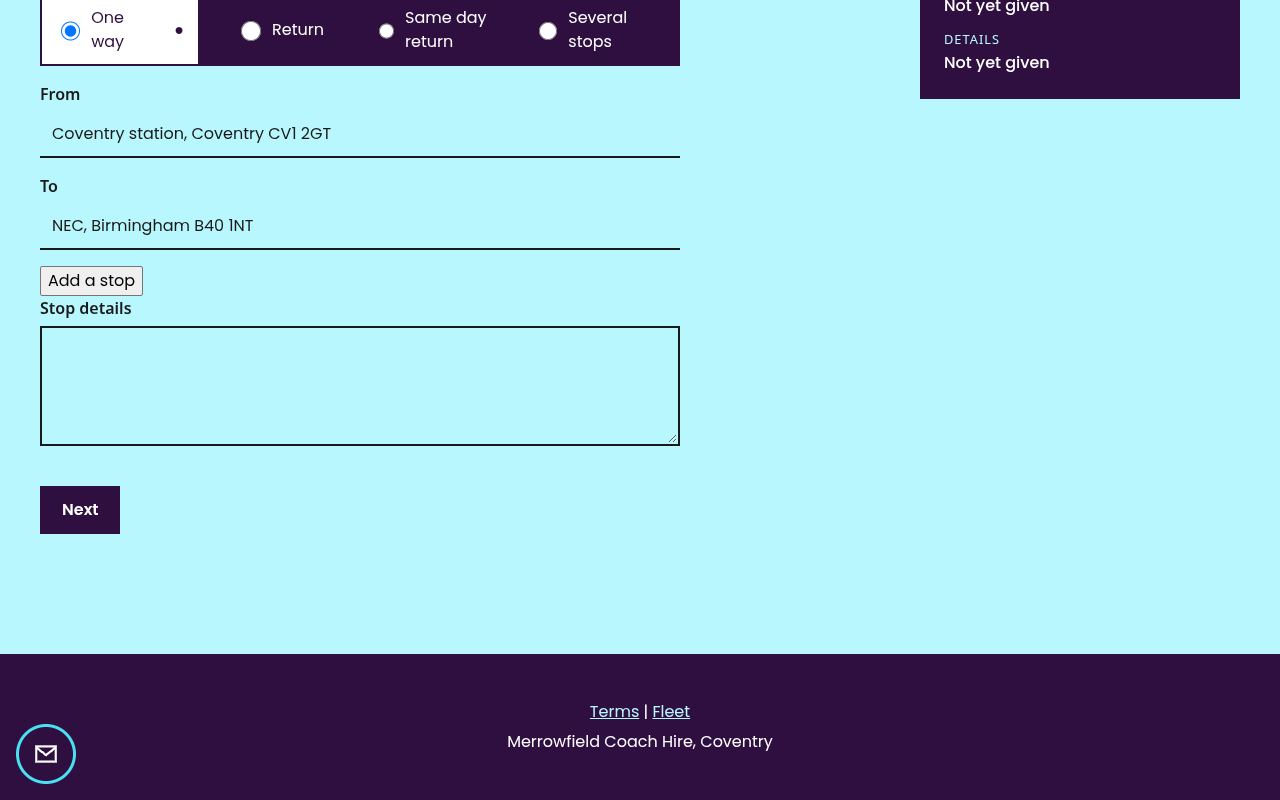 One
way
Return
Same day
return
Several
stops
From
Coventry station, Coventry CV1 2GT
To
NEC, Birmingham B40 1NT
Add a stop
Stop details
Next
Not yet given
DETAILS
Not yet given
Terms | Fleet
Merrowfield Coach Hire, Coventry